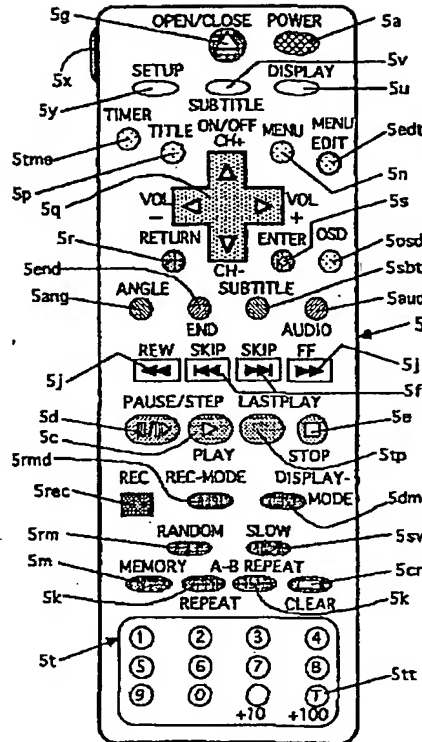 5g OPEN/CLOSE POWER 5a
5x SETUP DISPLAY 5v
5y SUBTITLE 5u
TIMER TITLE ON/OFF MENU MENU EDIT 5edt
5tme CH+
5p 5n
5q VOL VOL 5s
- +
5r RETURN ENTER OSD 5osd
5end CH- 5sbt
5ang ANGLE SUBTITLE 5aud
END AUDIO 5
REW SKIP SKIP FF
5j 5j
5f
PAUSE/STEP LASTPLAY
5d 5e
5c PLAY STOP 5tp
5rmd REC-MODE DISPLAY-MODE
5rec REC 5dm
5rm RANDOM SLOW 5sw
5m MEMORY A-B REPEAT 5cr
5k REPEAT CLEAR 5k
5t 1 2 3 4
5 6 7 8
9 0 T 5tt
+10 +100